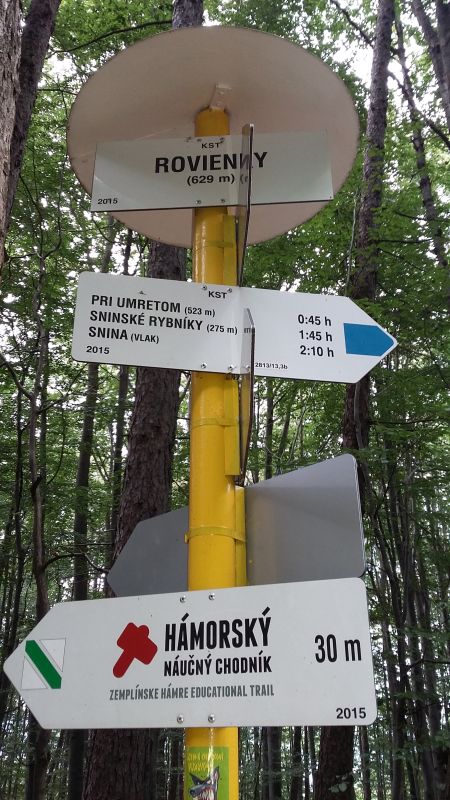 KST
ROVIENKY
(629 m)
2015
KST
PRI UMRETOM (523 m) 0:45 h
SNINSKÉ RYBNÍKY (275 m) 1:45 h
SNINA (VLAK) 2:10 h
2015 2813/13,3b
HÁMORSKÝ
NÁUČNÝ CHODNÍK
30 m
ZEMPLÍNSKE HÁMRE EDUCATIONAL TRAIL
2015